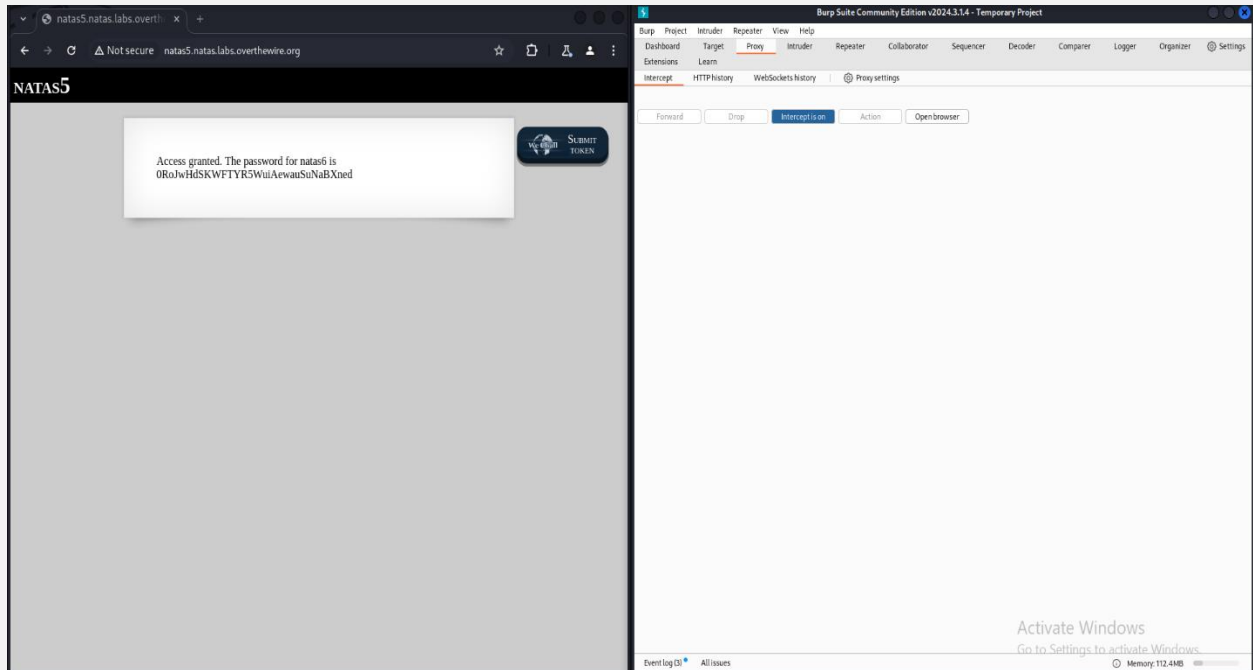 natas5.natas.labs.overth
Not secure natas5.natas.labs.overthewire.org
NATAS5
Access granted. The password for natas6 is
0RoJwHdSKWFTYR5WuiAewauSuNaBXned
We Chall
SUBMIT
TOKEN
Burp Suite Community Edition v2024.3.1.4 - Temporary Project
Burp Project Intruder Repeater View Help
Dashboard Target Proxy Intruder Repeater Collaborator Sequencer Decoder Comparer Logger Organizer Settings
Extensions Learn
Intercept HTTP history WebSockets history Proxy settings
Forward Drop Intercept is on Action Open browser
Activate Windows
Go to Settings to activate Windows.
Event log (3) All issues Memory: 112.4MB